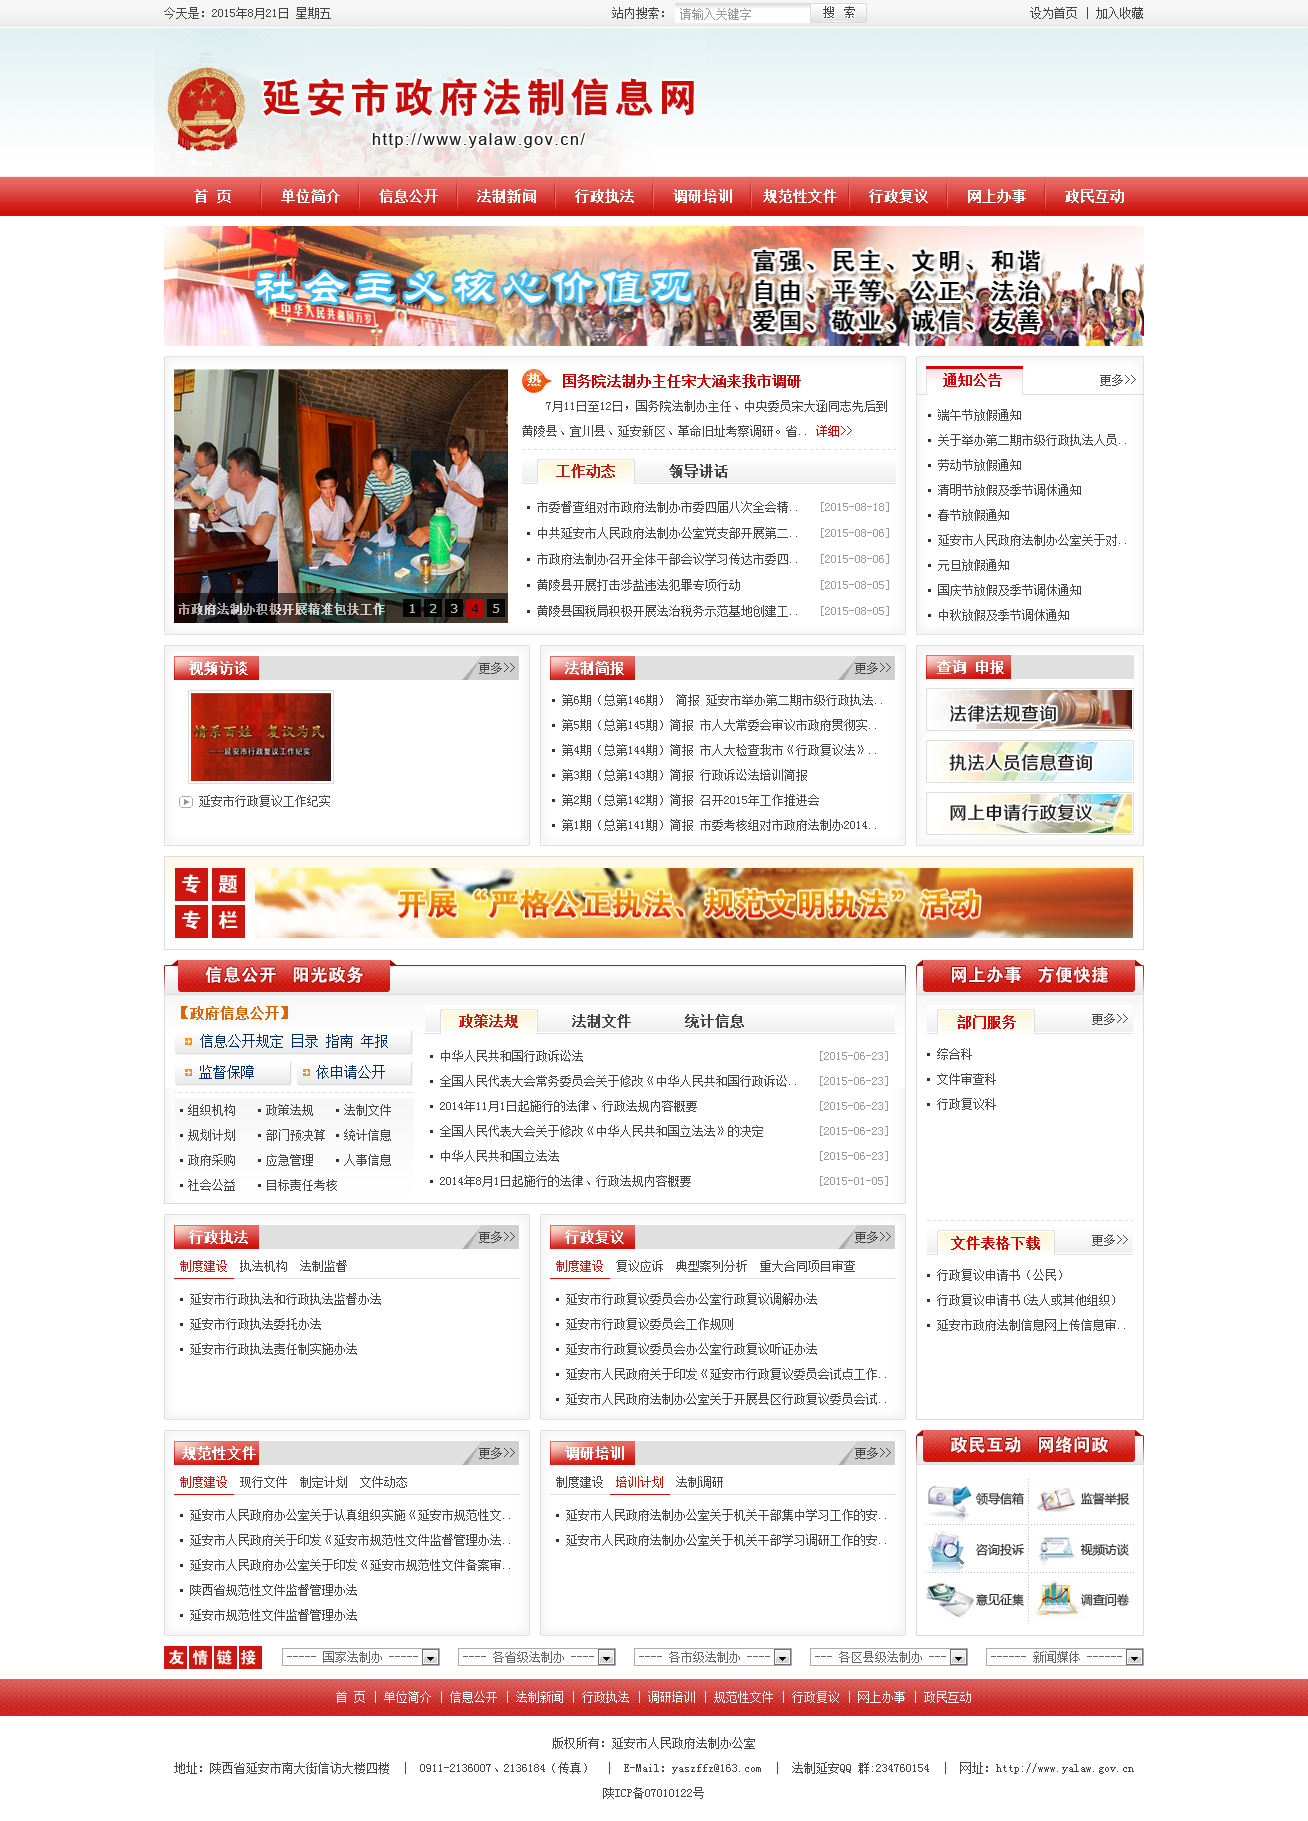 今天是：2015年8月21日 星期五
站内搜索： 请输入关键字 搜 索
设为首页 | 加入收藏
延安市政府法制信息网
http://www.yalaw.gov.cn/
首 页 单位简介 信息公开 法制新闻 行政执法 调研培训 规范性文件 行政复议 网上办事 政民互动
社会主义核心价值观
富强、民主、文明、和谐
自由、平等、公正、法治
爱国、敬业、诚信、友善
中华人民共和国万岁
市政府法制办积极开展精准包扶工作 1 2 3 4 5
热 国务院法制办主任宋大涵来我市调研
7月11日至12日，国务院法制办主任、中央委员宋大涵同志先后到
黄陵县、宜川县、延安新区、革命旧址考察调研。省.. 详细>>
工作动态 领导讲话
市委督查组对市政府法制办市委四届八次全会精.. [2015-08-18]
中共延安市人民政府法制办公室党支部开展第二.. [2015-08-06]
市政府法制办召开全体干部会议学习传达市委四.. [2015-08-06]
黄陵县开展打击涉盐违法犯罪专项行动 [2015-08-05]
黄陵县国税局积极开展法治税务示范基地创建工.. [2015-08-05]
通知公告 更多>>
端午节放假通知
关于举办第二期市级行政执法人员..
劳动节放假通知
清明节放假及季节调休通知
春节放假通知
延安市人民政府法制办公室关于对..
元旦放假通知
国庆节放假及季节调休通知
中秋放假及季节调休通知
视频访谈 更多>>
情系百姓 复议为民
——延安市行政复议工作纪实
延安市行政复议工作纪实
法制简报 更多>>
第6期（总第146期） 简报 延安市举办第二期市级行政执法..
第5期（总第145期）简报 市人大常委会审议市政府贯彻实..
第4期（总第144期）简报 市人大检查我市《行政复议法》..
第3期（总第143期）简报 行政诉讼法培训简报
第2期（总第142期）简报 召开2015年工作推进会
第1期（总第141期）简报 市委考核组对市政府法制办2014..
查询 申报
法律法规查询
执法人员信息查询
网上申请行政复议
专题
专栏
开展“严格公正执法、规范文明执法”活动
信息公开 阳光政务
【政府信息公开】
信息公开规定 目录 指南 年报
监督保障 依申请公开
组织机构 政策法规 法制文件
规划计划 部门预决算 统计信息
政府采购 应急管理 人事信息
社会公益 目标责任考核
政策法规 法制文件 统计信息
中华人民共和国行政诉讼法 [2015-06-23]
全国人民代表大会常务委员会关于修改《中华人民共和国行政诉讼.. [2015-06-23]
2014年11月1日起施行的法律、行政法规内容概要 [2015-06-23]
全国人民代表大会关于修改《中华人民共和国立法法》的决定 [2015-06-23]
中华人民共和国立法法 [2015-06-23]
2014年8月1日起施行的法律、行政法规内容概要 [2015-01-05]
网上办事 方便快捷
部门服务 更多>>
综合科
文件审查科
行政复议科
文件表格下载 更多>>
行政复议申请书（公民）
行政复议申请书(法人或其他组织）
延安市政府法制信息网上传信息审..
行政执法 更多>>
制度建设 执法机构 法制监督
延安市行政执法和行政执法监督办法
延安市行政执法委托办法
延安市行政执法责任制实施办法
行政复议 更多>>
制度建设 复议应诉 典型案列分析 重大合同项目审查
延安市行政复议委员会办公室行政复议调解办法
延安市行政复议委员会工作规则
延安市行政复议委员会办公室行政复议听证办法
延安市人民政府关于印发《延安市行政复议委员会试点工作..
延安市人民政府法制办公室关于开展县区行政复议委员会试..
规范性文件 更多>>
制度建设 现行文件 制定计划 文件动态
延安市人民政府办公室关于认真组织实施《延安市规范性文..
延安市人民政府关于印发《延安市规范性文件监督管理办法..
延安市人民政府办公室关于印发《延安市规范性文件备案审..
陕西省规范性文件监督管理办法
延安市规范性文件监督管理办法
调研培训 更多>>
制度建设 培训计划 法制调研
延安市人民政府法制办公室关于机关干部集中学习工作的安..
延安市人民政府法制办公室关于机关干部学习调研工作的安..
政民互动 网络问政
领导信箱 监督举报
咨询投诉 视频访谈
意见征集 调查问卷
友情链接 ----- 国家法制办 ----- ---- 各省级法制办 ---- ---- 各市级法制办 ---- --- 各区县级法制办 --- ------ 新闻媒体 ------
首 页 | 单位简介 | 信息公开 | 法制新闻 | 行政执法 | 调研培训 | 规范性文件 | 行政复议 | 网上办事 | 政民互动
版权所有：延安市人民政府法制办公室
地址：陕西省延安市南大街信访大楼四楼 | 0911-2136007、2136184（传真） | E-Mail：yaszffz@163.com | 法制延安QQ 群:234760154 | 网址：http://www.yalaw.gov.cn
陕ICP备07010122号